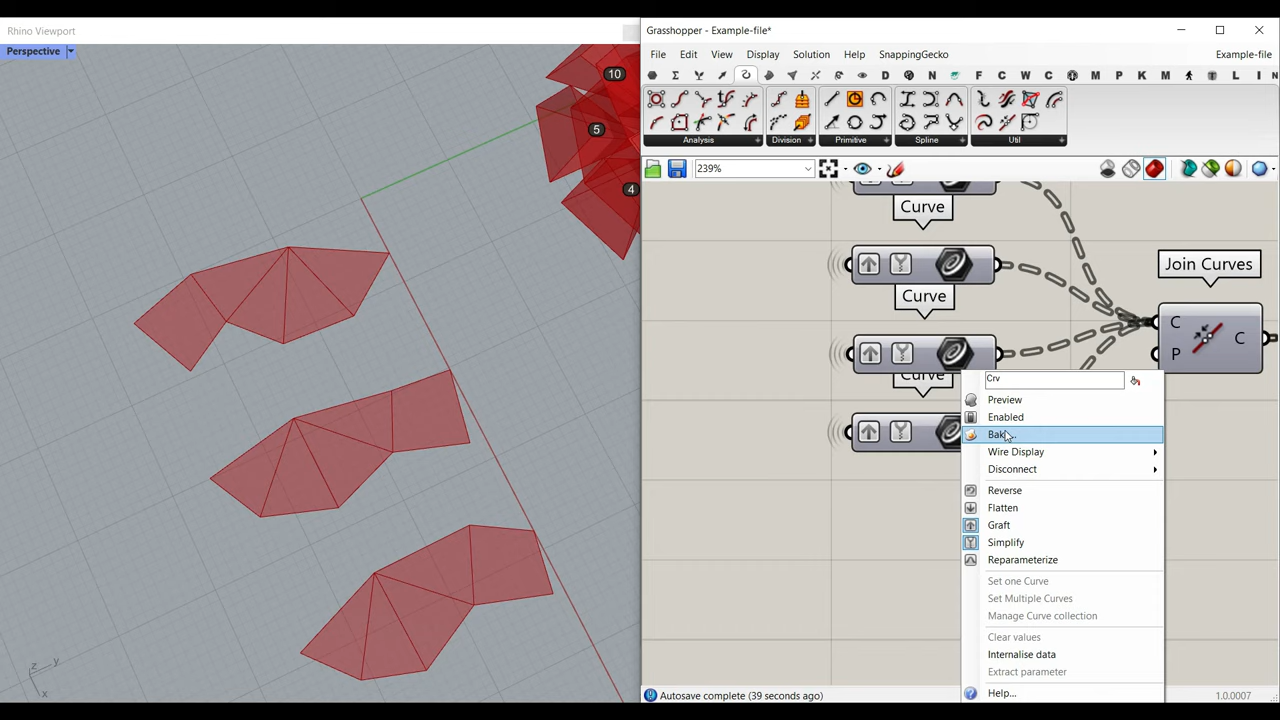 Rhino Viewport
Perspective
10
5
4
z
y
x
Grasshopper - Example-file*
File Edit View Display Solution Help SnappingGecko Example-file
D N F C W C M P K M T L I
Analysis Division Primitive Spline Util
239%
Curve
Curve
Curve
Join Curves
C
P
C
Crv
Preview
Enabled
Wire Display
Disconnect
Reverse
Flatten
Graft
Simplify
Reparameterize
Set one Curve
Set Multiple Curves
Manage Curve collection
Clear values
Internalise data
Extract parameter
Help...
Autosave complete (39 seconds ago)
1.0.0007